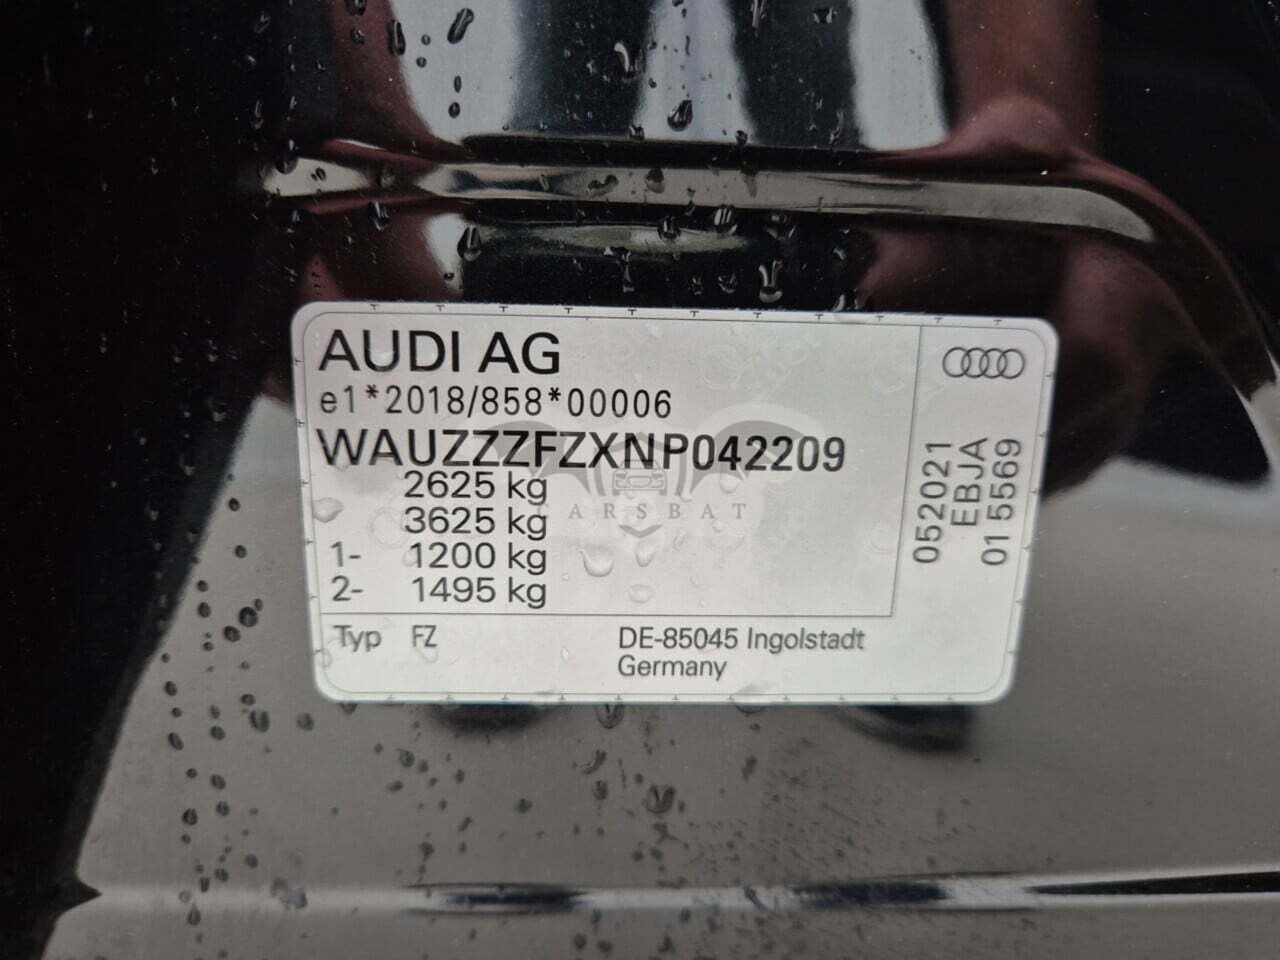 AUDI AG
e1*2018/858*00006
WAUZZZFZXNP042209
2625 kg
CARSBAT
3625 kg
1- 1200 kg
2- 1495 kg
Typ FZ
DE-85045 Ingolstadt
Germany
052021
EBJA
01 5569